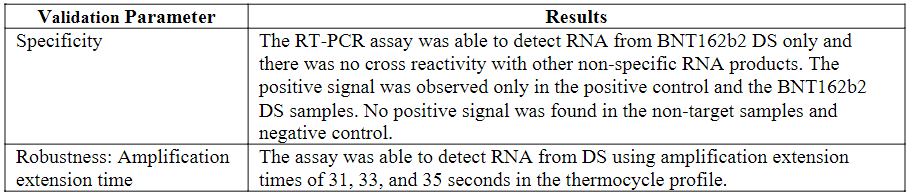 Validation Parameter Results
Specificity The RT-PCR assay was able to detect RNA from BNT162b2 DS only and
there was no cross reactivity with other non-specific RNA products. The
positive signal was observed only in the positive control and the BNT162b2
DS samples. No positive signal was found in the non-target samples and
negative control.
Robustness: Amplification The assay was able to detect RNA from DS using amplification extension
extension time times of 31, 33, and 35 seconds in the thermocycle profile.